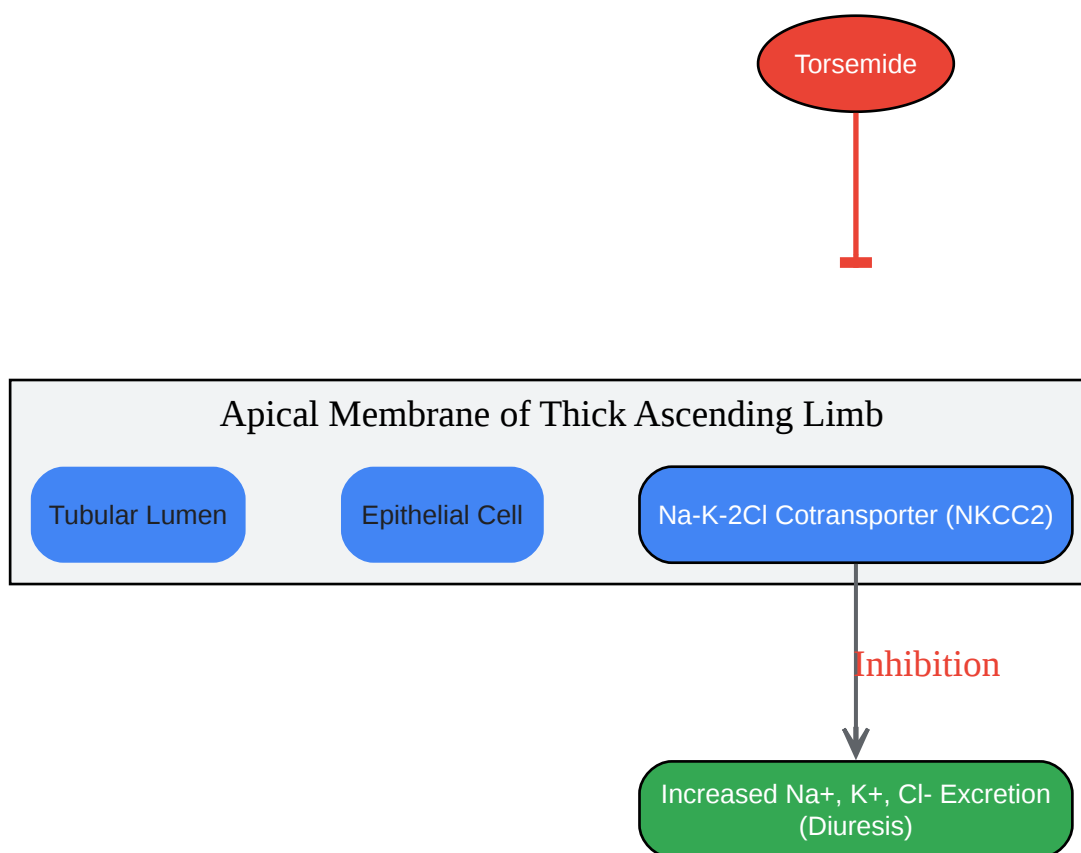 Torsemide
Apical Membrane of Thick Ascending Limb
Tubular Lumen
Epithelial Cell
Na-K-2Cl Cotransporter (NKCC2)
Inhibition
Increased Na+, K+, Cl- Excretion
(Diuresis)